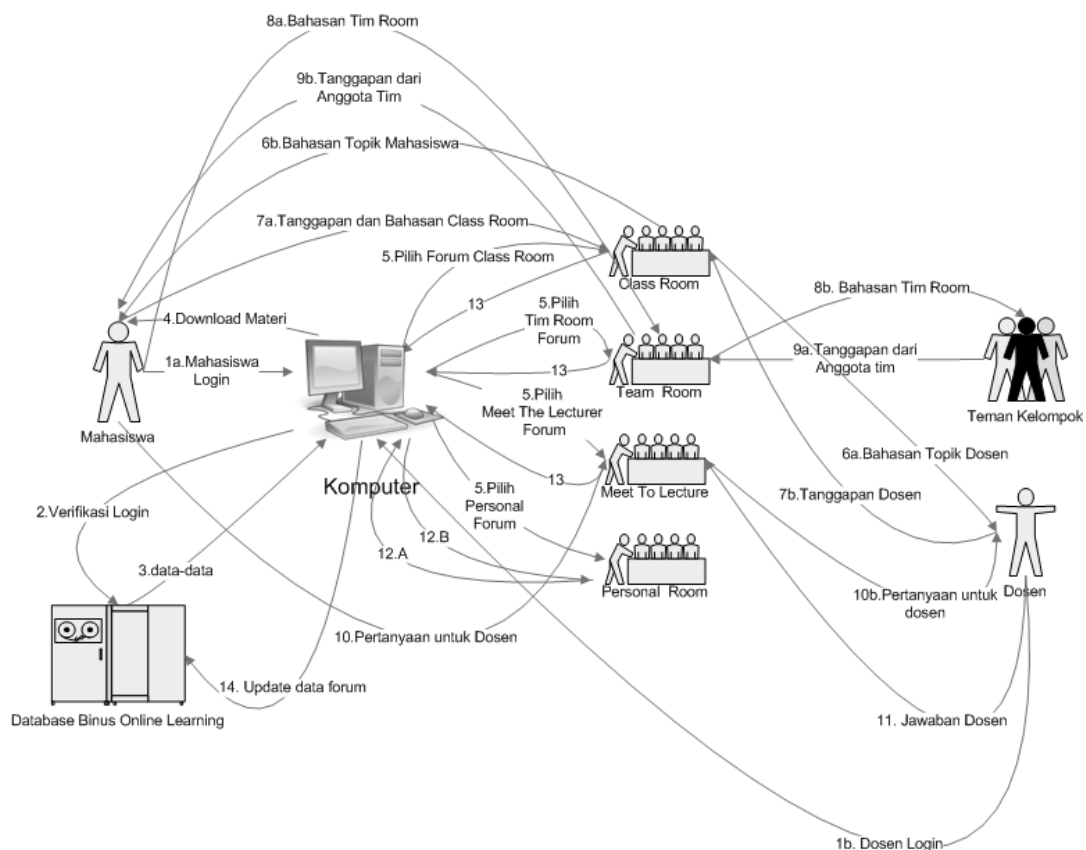 8a.Bahasan Tim Room
9b.Tanggapan dari
Anggota Tim
6b.Bahasan Topik Mahasiswa
7a.Tanggapan dan Bahasan Class Room
5.Pilih Forum Class Room
Class Room
13
4.Download Materi
5.Pilih
Tim Room
Forum
8b. Bahasan Tim Room
1a.Mahasiswa
Login
13
Team Room
9a.Tanggapan dari
Anggota tim
Teman Kelompok
5.Pilih
Meet The Lecturer
Forum
Mahasiswa
6a.Bahasan Topik Dosen
Komputer
13
Meet To Lecture
7b.Tanggapan Dosen
5.Pilih
Personal
Forum
2.Verifikasi Login
12.B
12.A
3.data-data
Personal Room
10b.Pertanyaan untuk
dosen
Dosen
10.Pertanyaan untuk Dosen
14. Update data forum
Database Binus Online Learning
11. Jawaban Dosen
1b. Dosen Login